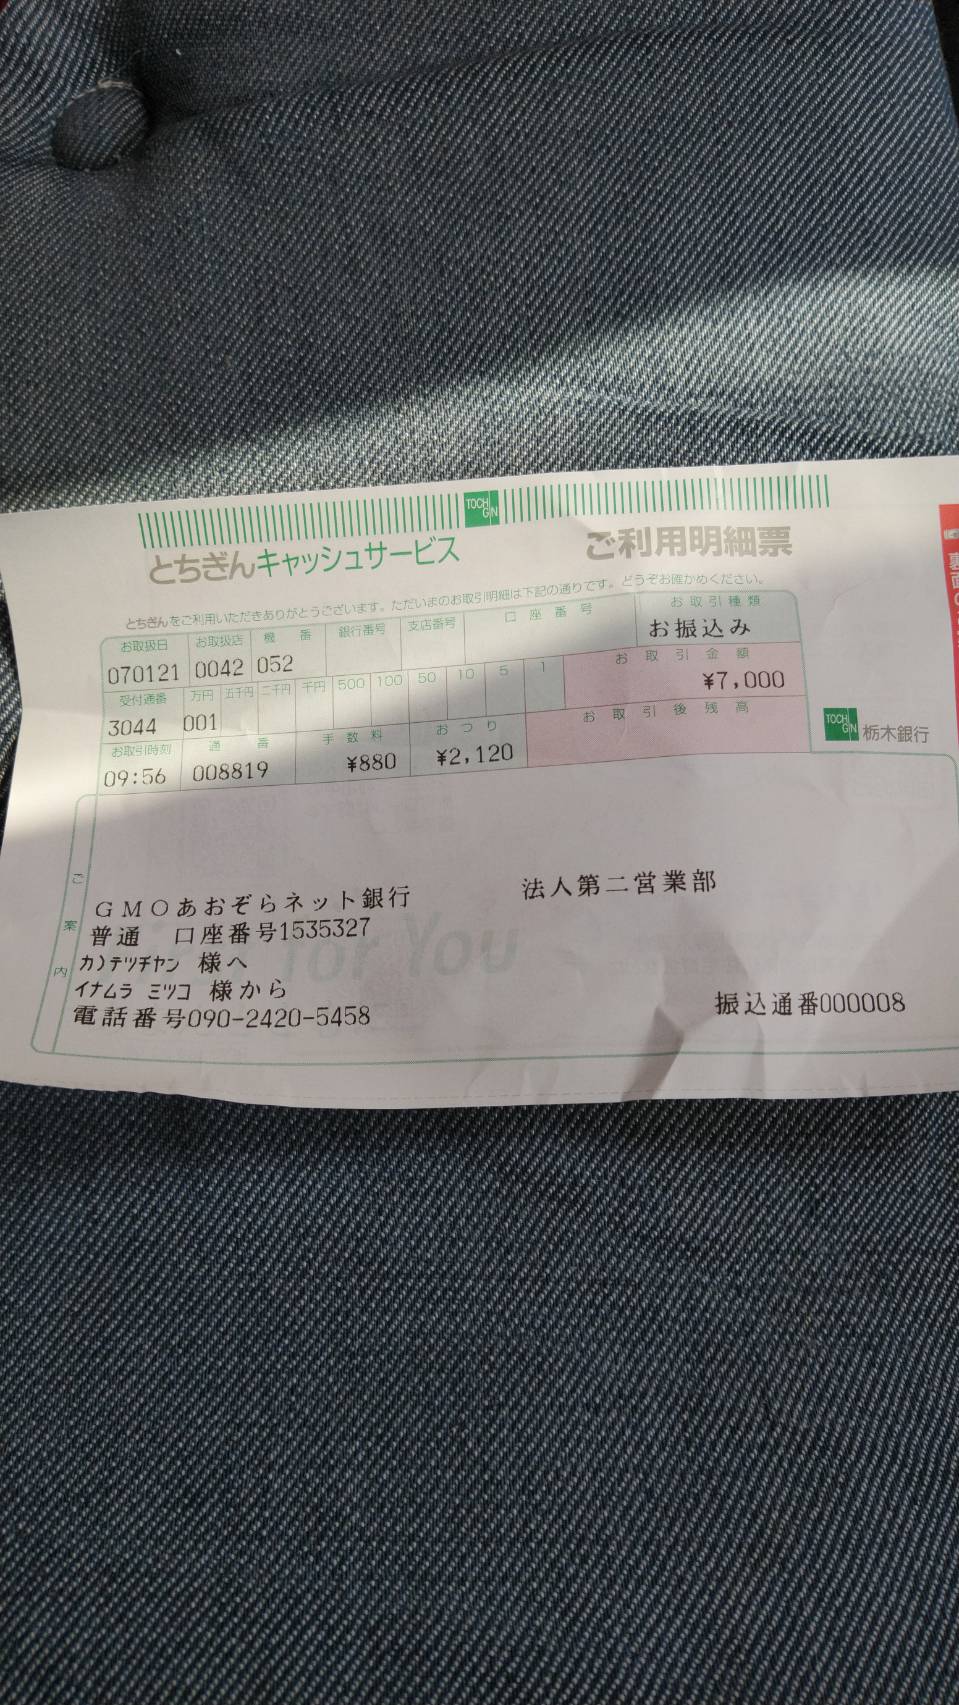 TOCHIGIN
とちぎんキャッシュサービス ご利用明細票
とちぎんをご利用いただきありがとうございます。ただいまのお取引明細は下記の通りです。どうぞお確かめください。
お取扱日 お取扱店 機番 銀行番号 支店番号 口座番号 お取引種類
070121 0042 052 お振込み
受付通番 万円 五千円 二千円 千円 500 100 50 10 5 1 お取引金額
3044 001 ¥7,000
お取引時刻 通番 手数料 おつり お取引後残高
09:56 008819 ¥880 ¥2,120
TOCHIGIN 栃木銀行
ご案内
GMOあおぞらネット銀行 法人第二営業部
普通 口座番号1535327
カ)テツヂヤン 様へ
イナムラ ミツコ 様から
電話番号090-2420-5458 振込通番000008
for You